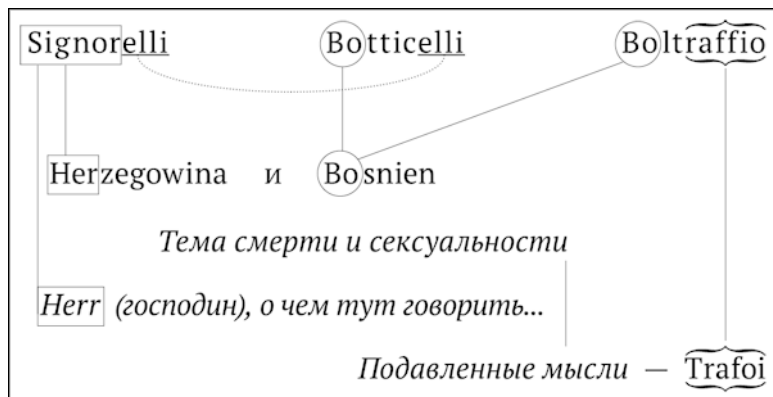 Signorelli Botticelli Boltraffio
Herzegowina и Bosnien
Тема смерти и сексуальности
Herr (господин), о чем тут говорить...
Подавленные мысли — Trafoi